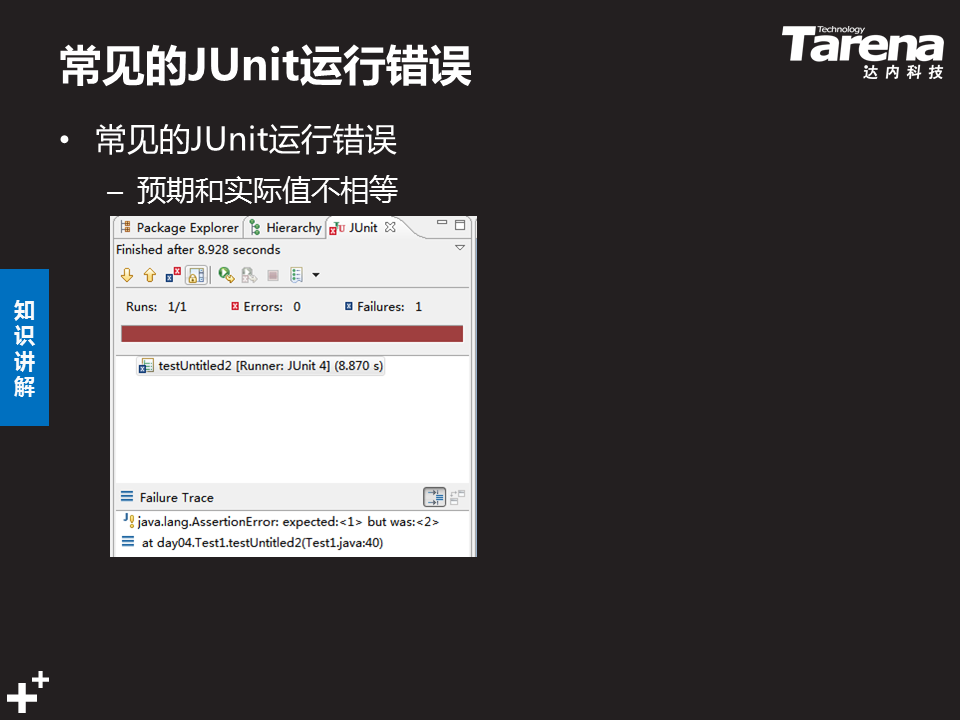 常见的JUnit运行错误
Technology
Tarena
达内科技
• 常见的JUnit运行错误
– 预期和实际值不相等
Package Explorer Hierarchy JUnit
Finished after 8.928 seconds
Runs: 1/1 Errors: 0 Failures: 1
testUntitled2 [Runner: JUnit 4] (8.870 s)
Failure Trace
java.lang.AssertionError: expected:<1> but was:<2>
at day04.Test1.testUntitled2(Test1.java:40)
知识讲解